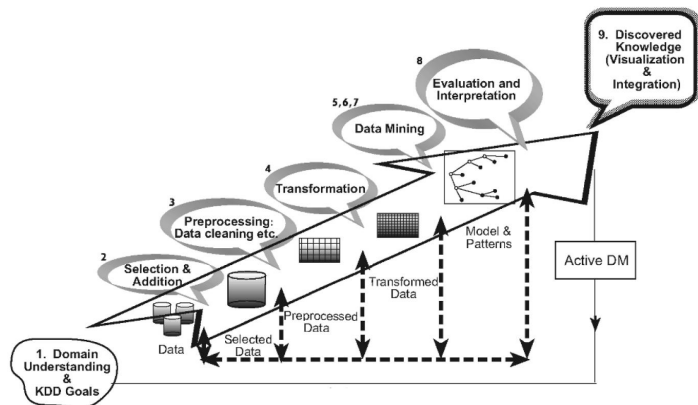 9. Discovered
Knowledge
(Visualization
&
Integration)
8
Evaluation and
Interpretation
5,6,7
Data Mining
4
Transformation
3
Preprocessing:
Data cleaning etc.
2
Selection &
Addition
Model &
Patterns
Active DM
Transformed
Data
Preprocessed
Data
Selected
Data
Data
1. Domain
Understanding
&
KDD Goals